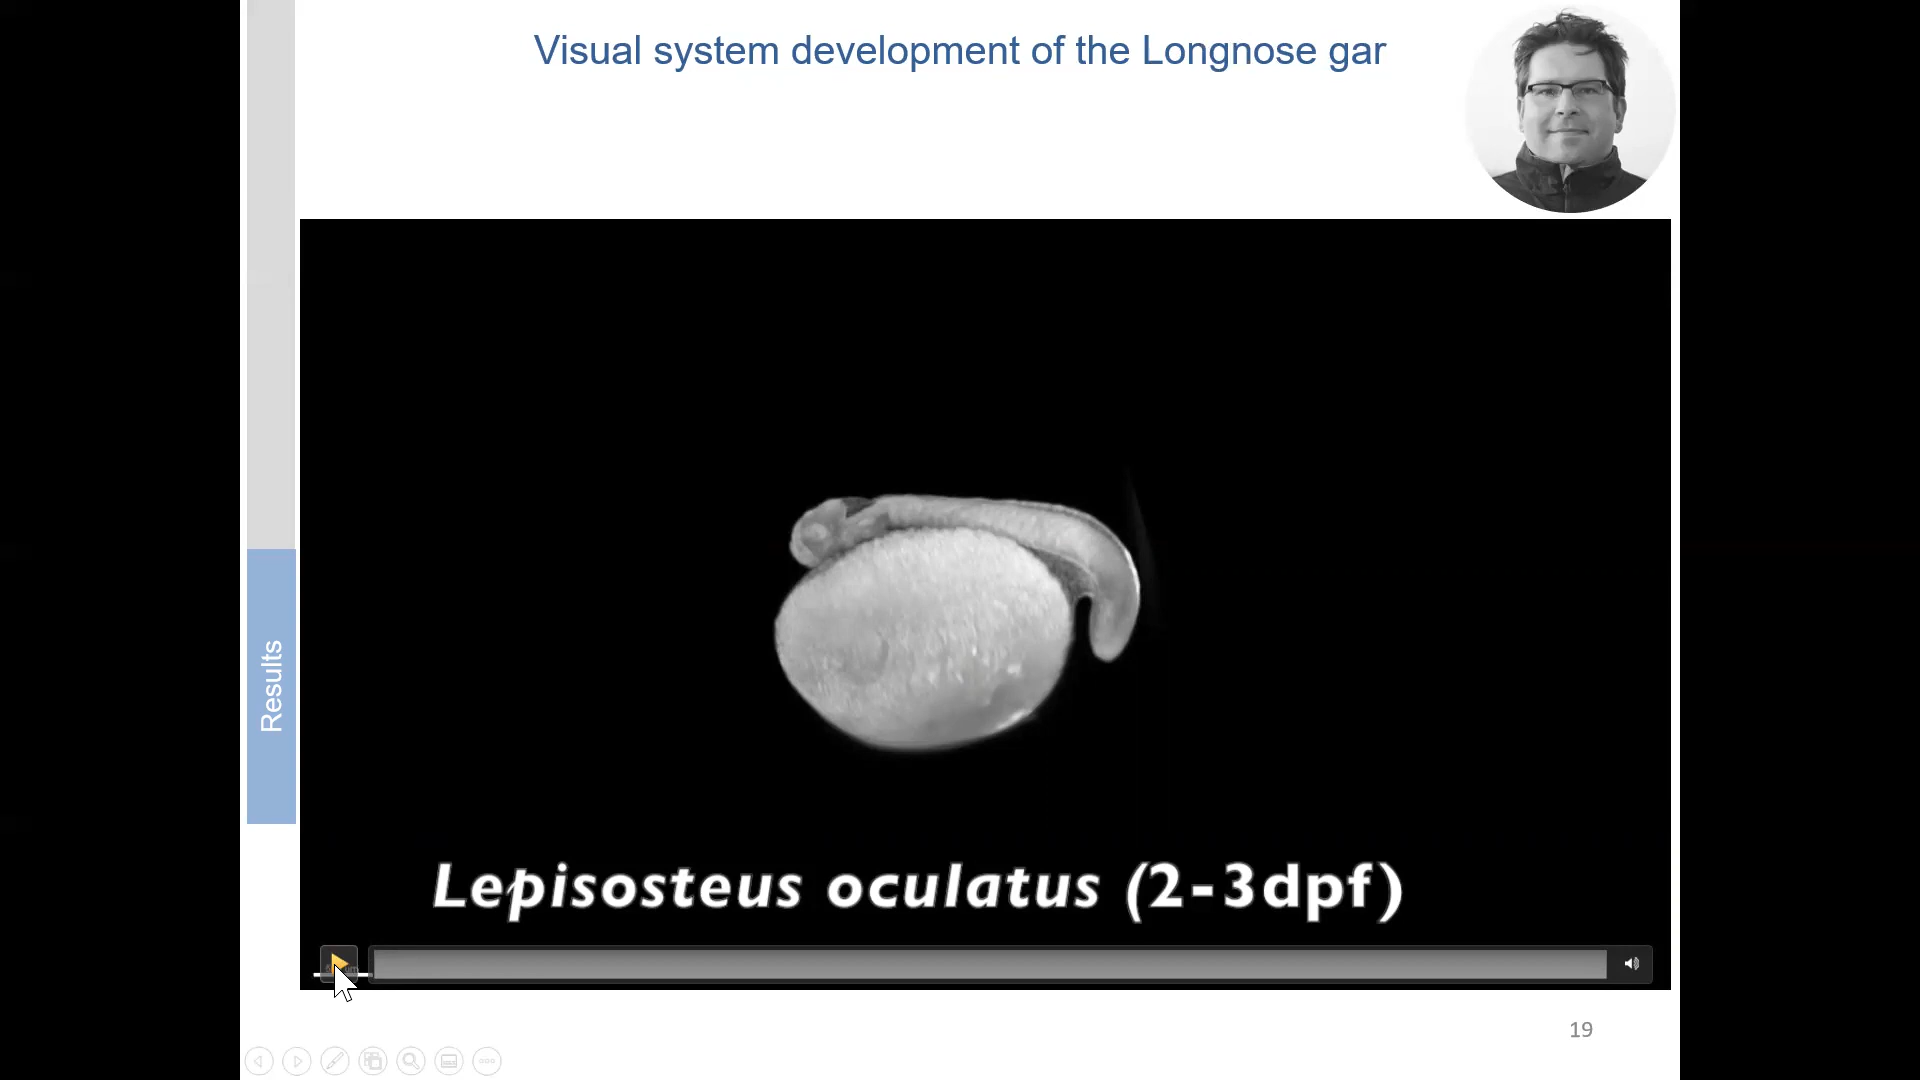 Visual system development of the Longnose gar
Results
Lepisosteus oculatus (2-3dpf)
19